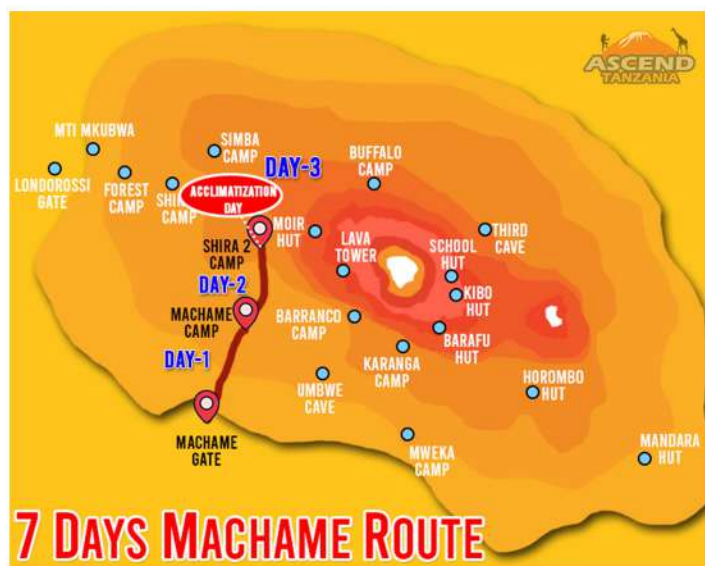 ASCEND
TANZANIA
MTI MKUBWA
LONDOROSSI
GATE
FOREST
CAMP
SIMBA
CAMP
SHI
CAMP
DAY-3
ACCLIMATIZATION
DAY
BUFFALO
CAMP
SHIRA 2
CAMP
MOIR
HUT
LAVA
TOWER
SCHOOL
HUT
THIRD
CAVE
KIBO
HUT
DAY-2
MACHAME
CAMP
BARRANCO
CAMP
BARAFU
HUT
KARANGA
CAMP
DAY-1
UMBWE
CAVE
HOROMBO
HUT
MACHAME
GATE
MWEKA
CAMP
MANDARA
HUT
7 DAYS MACHAME ROUTE